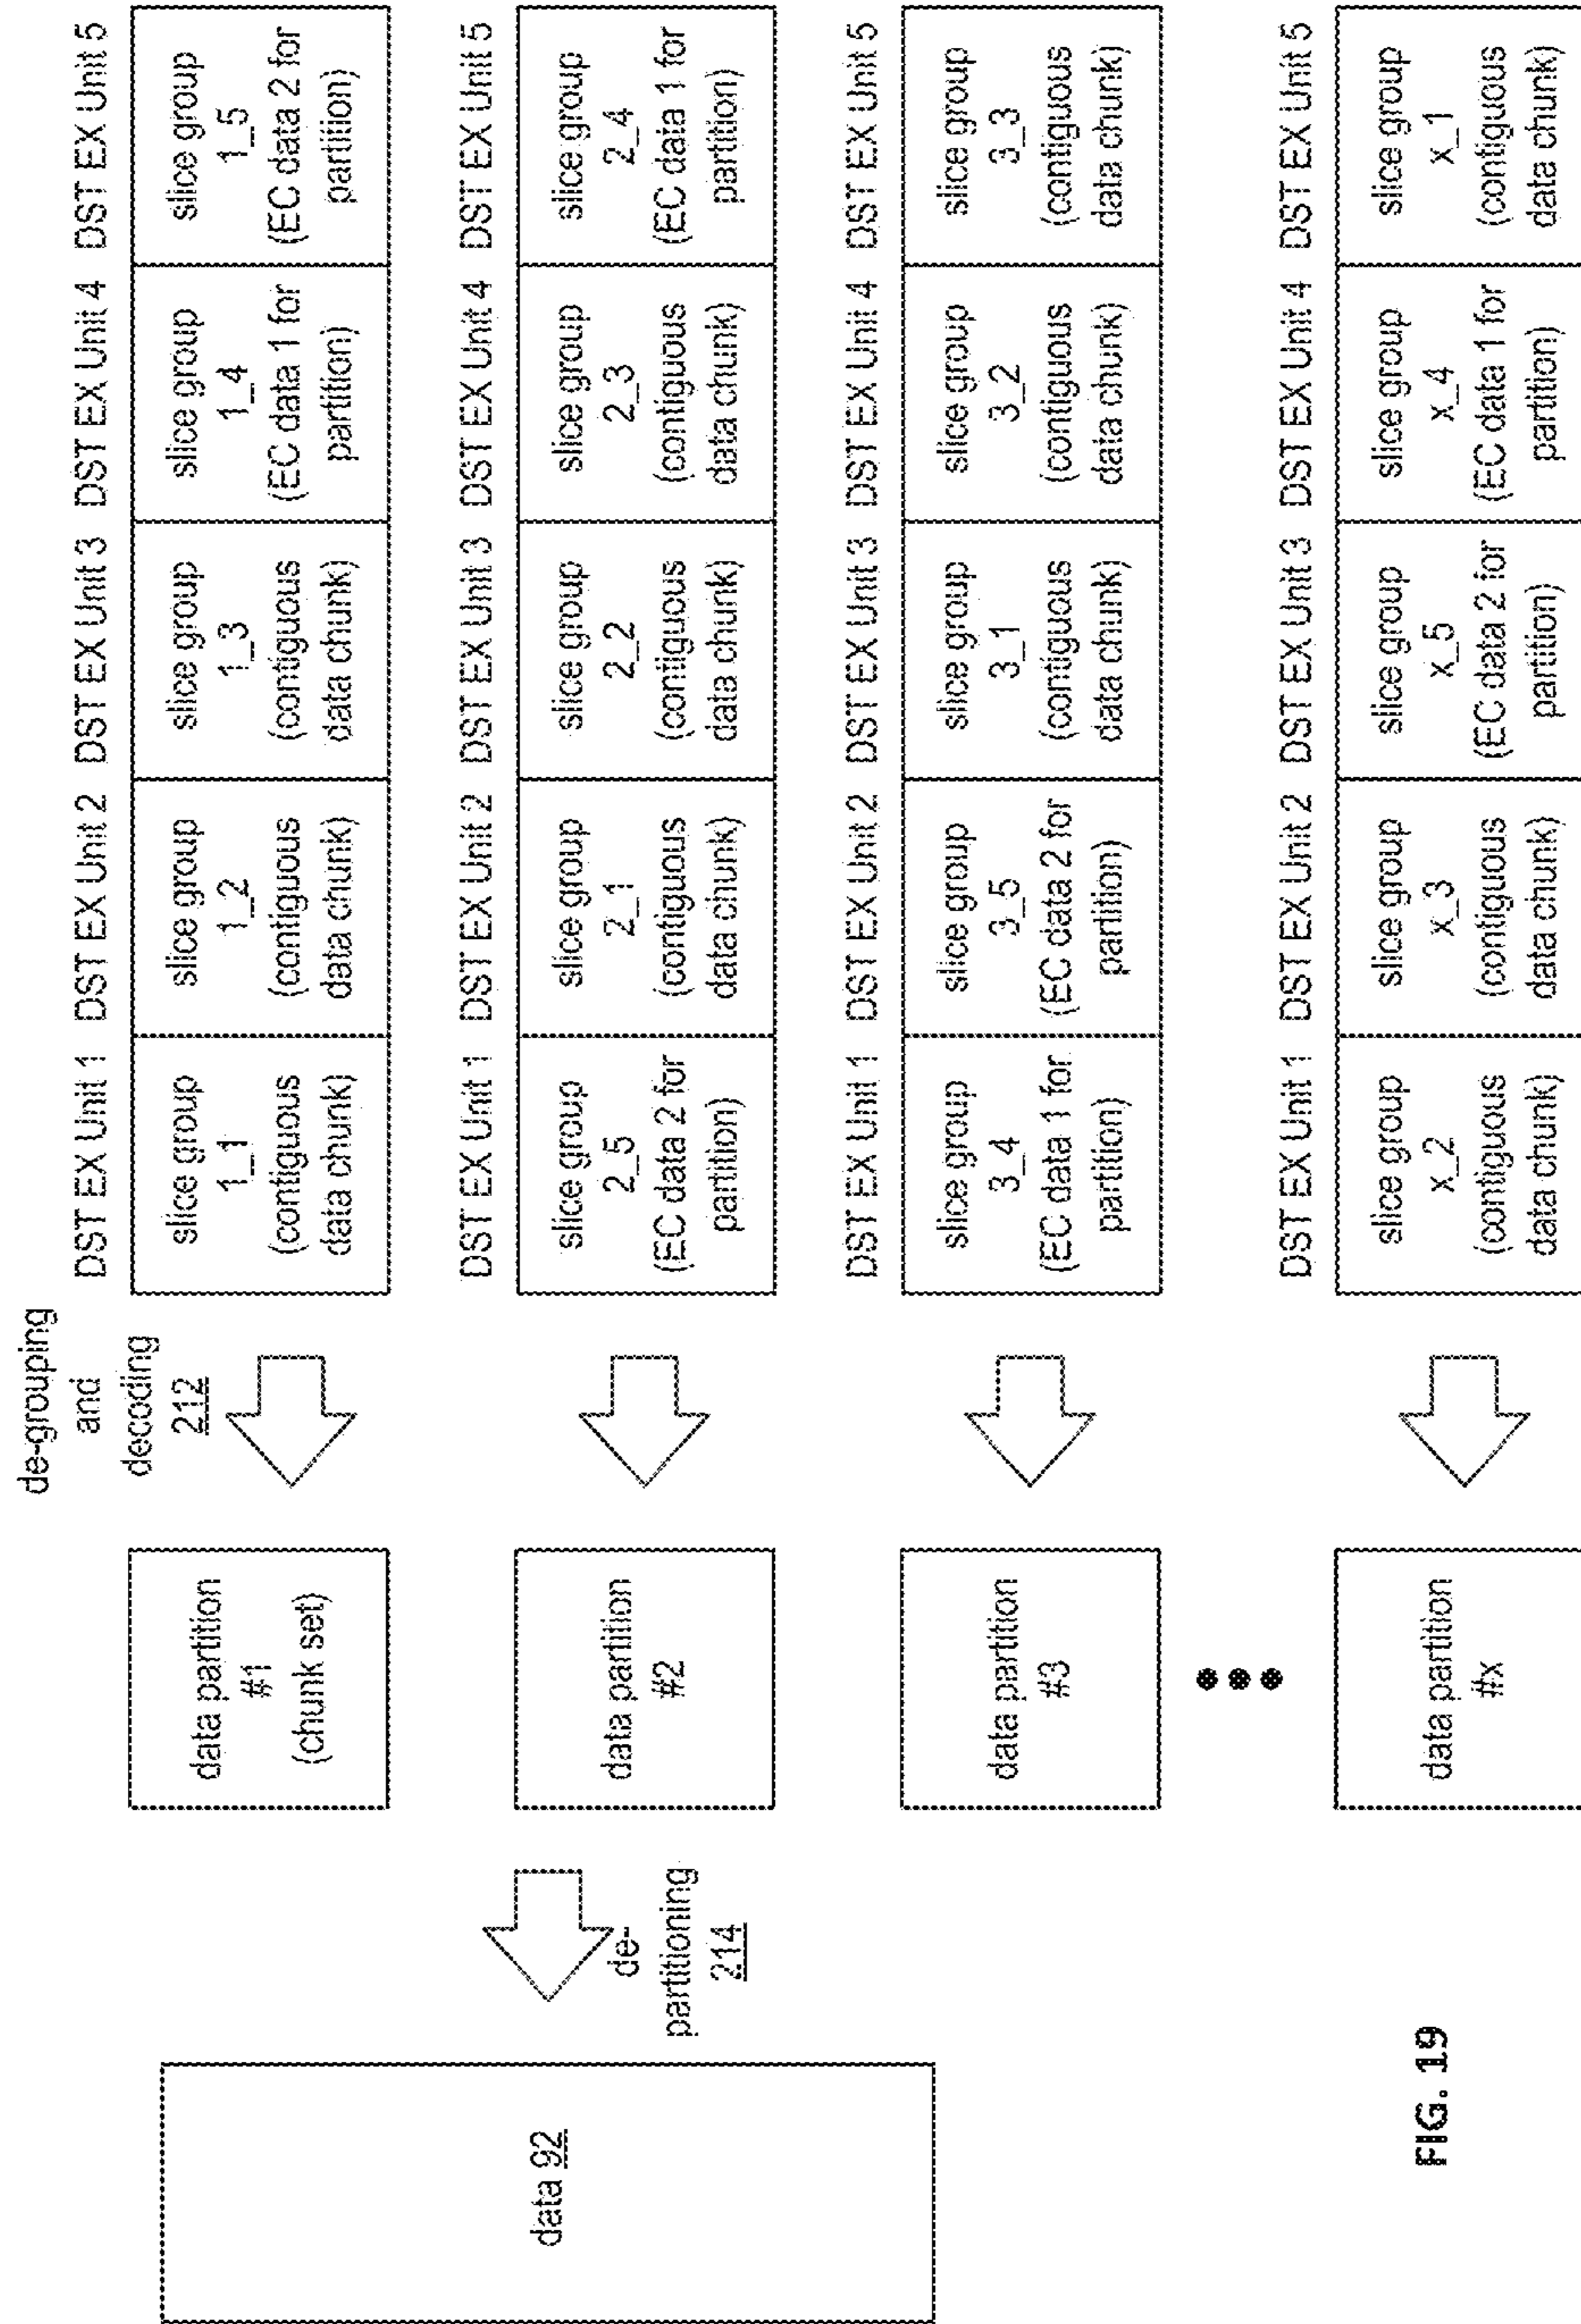 de-grouping
and
decoding
212
DST EX Unit 1 DST EX Unit 2 DST EX Unit 3 DST EX Unit 4 DST EX Unit 5
data 92
de-
partitioning
214
data partition
#1
(chunk set)
slice group
1_1
(contiguous
data chunk)
slice group
1_2
(contiguous
data chunk)
slice group
1_3
(contiguous
data chunk)
slice group
1_4
(EC data 1 for
partition)
slice group
1_5
(EC data 2 for
partition)
DST EX Unit 1 DST EX Unit 2 DST EX Unit 3 DST EX Unit 4 DST EX Unit 5
data partition
#2
slice group
2_5
(EC data 2 for
partition)
slice group
2_1
(contiguous
data chunk)
slice group
2_2
(contiguous
data chunk)
slice group
2_3
(contiguous
data chunk)
slice group
2_4
(EC data 1 for
partition)
DST EX Unit 1 DST EX Unit 2 DST EX Unit 3 DST EX Unit 4 DST EX Unit 5
data partition
#3
slice group
3_4
(EC data 1 for
partition)
slice group
3_5
(EC data 2 for
partition)
slice group
3_1
(contiguous
data chunk)
slice group
3_2
(contiguous
data chunk)
slice group
3_3
(contiguous
data chunk)
DST EX Unit 1 DST EX Unit 2 DST EX Unit 3 DST EX Unit 4 DST EX Unit 5
data partition
#x
slice group
x_2
(contiguous
data chunk)
slice group
x_3
(contiguous
data chunk)
slice group
x_5
(EC data 2 for
partition)
slice group
x_4
(EC data 1 for
partition)
slice group
x_1
(contiguous
data chunk)
FIG. 19